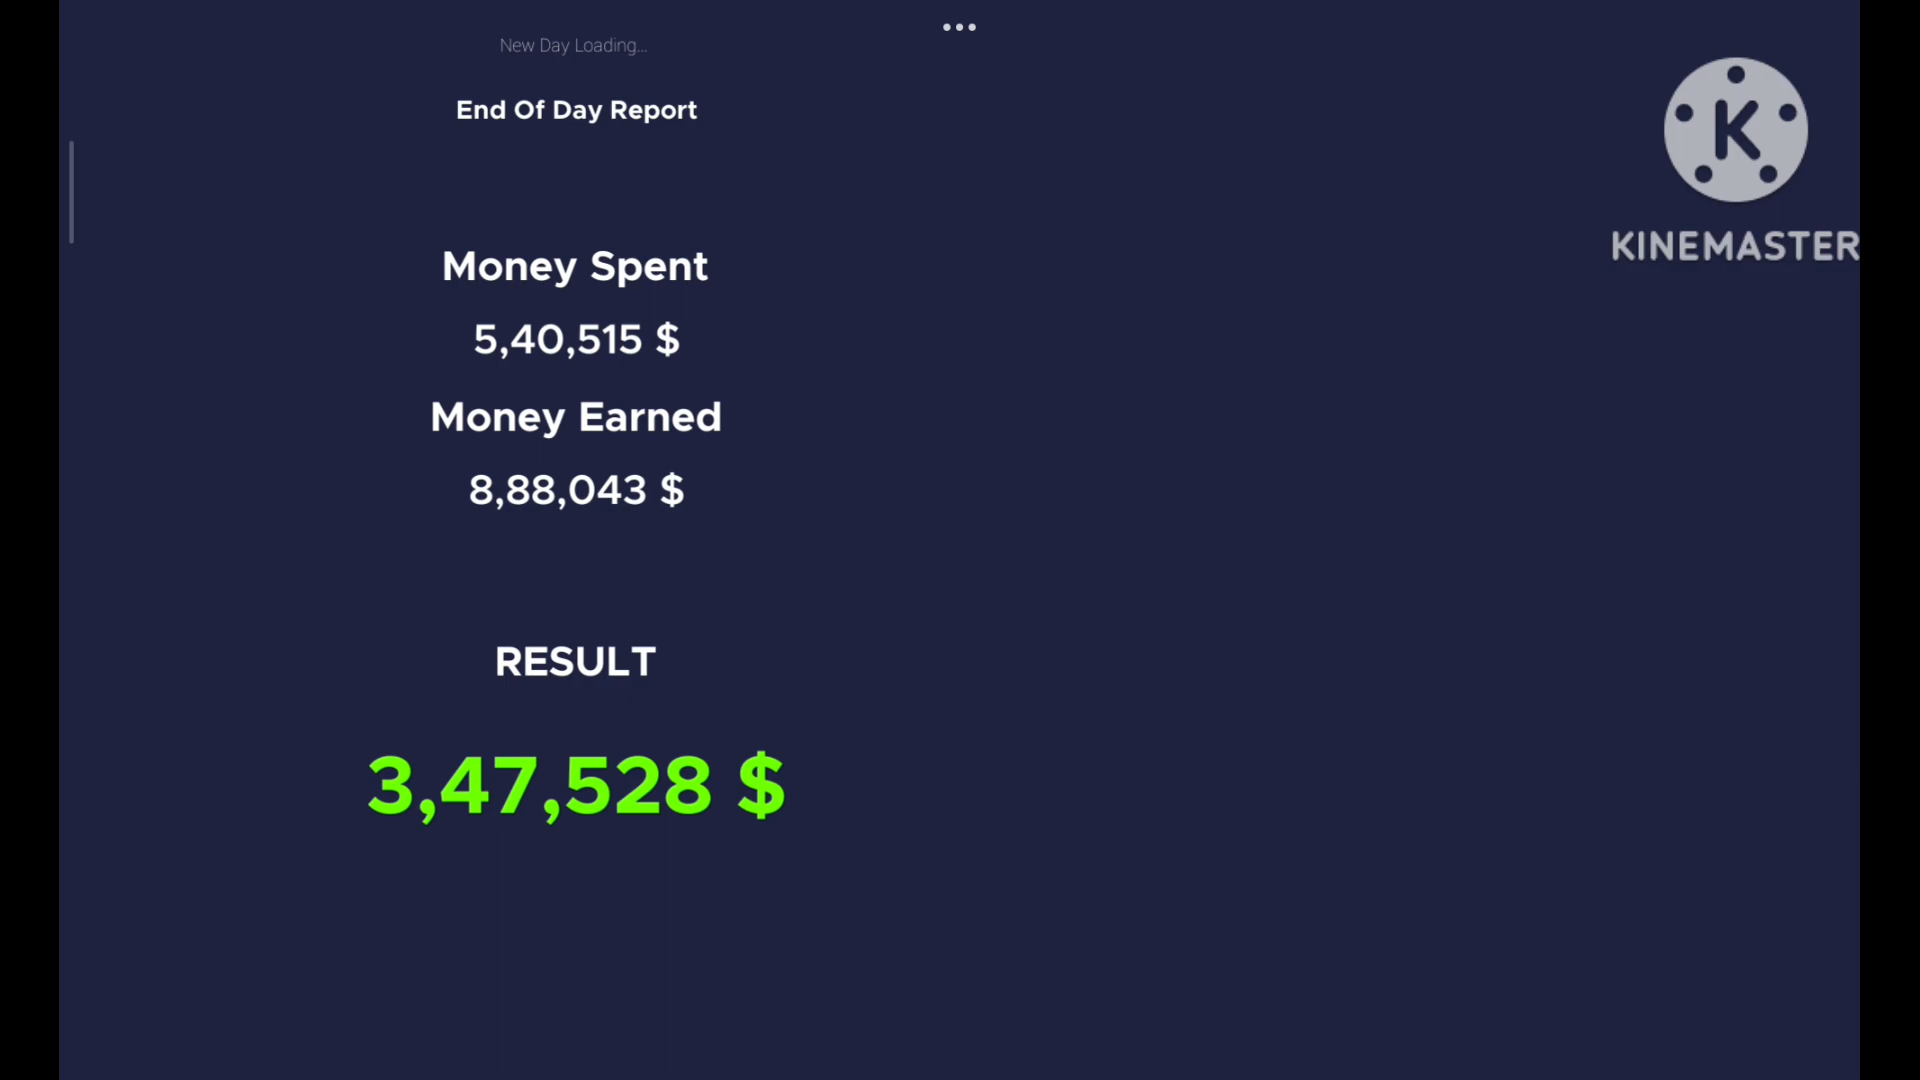 New Day Loading...
End Of Day Report
Money Spent
5,40,515 $
Money Earned
8,88,043 $
RESULT
3,47,528 $
K
KINEMASTER